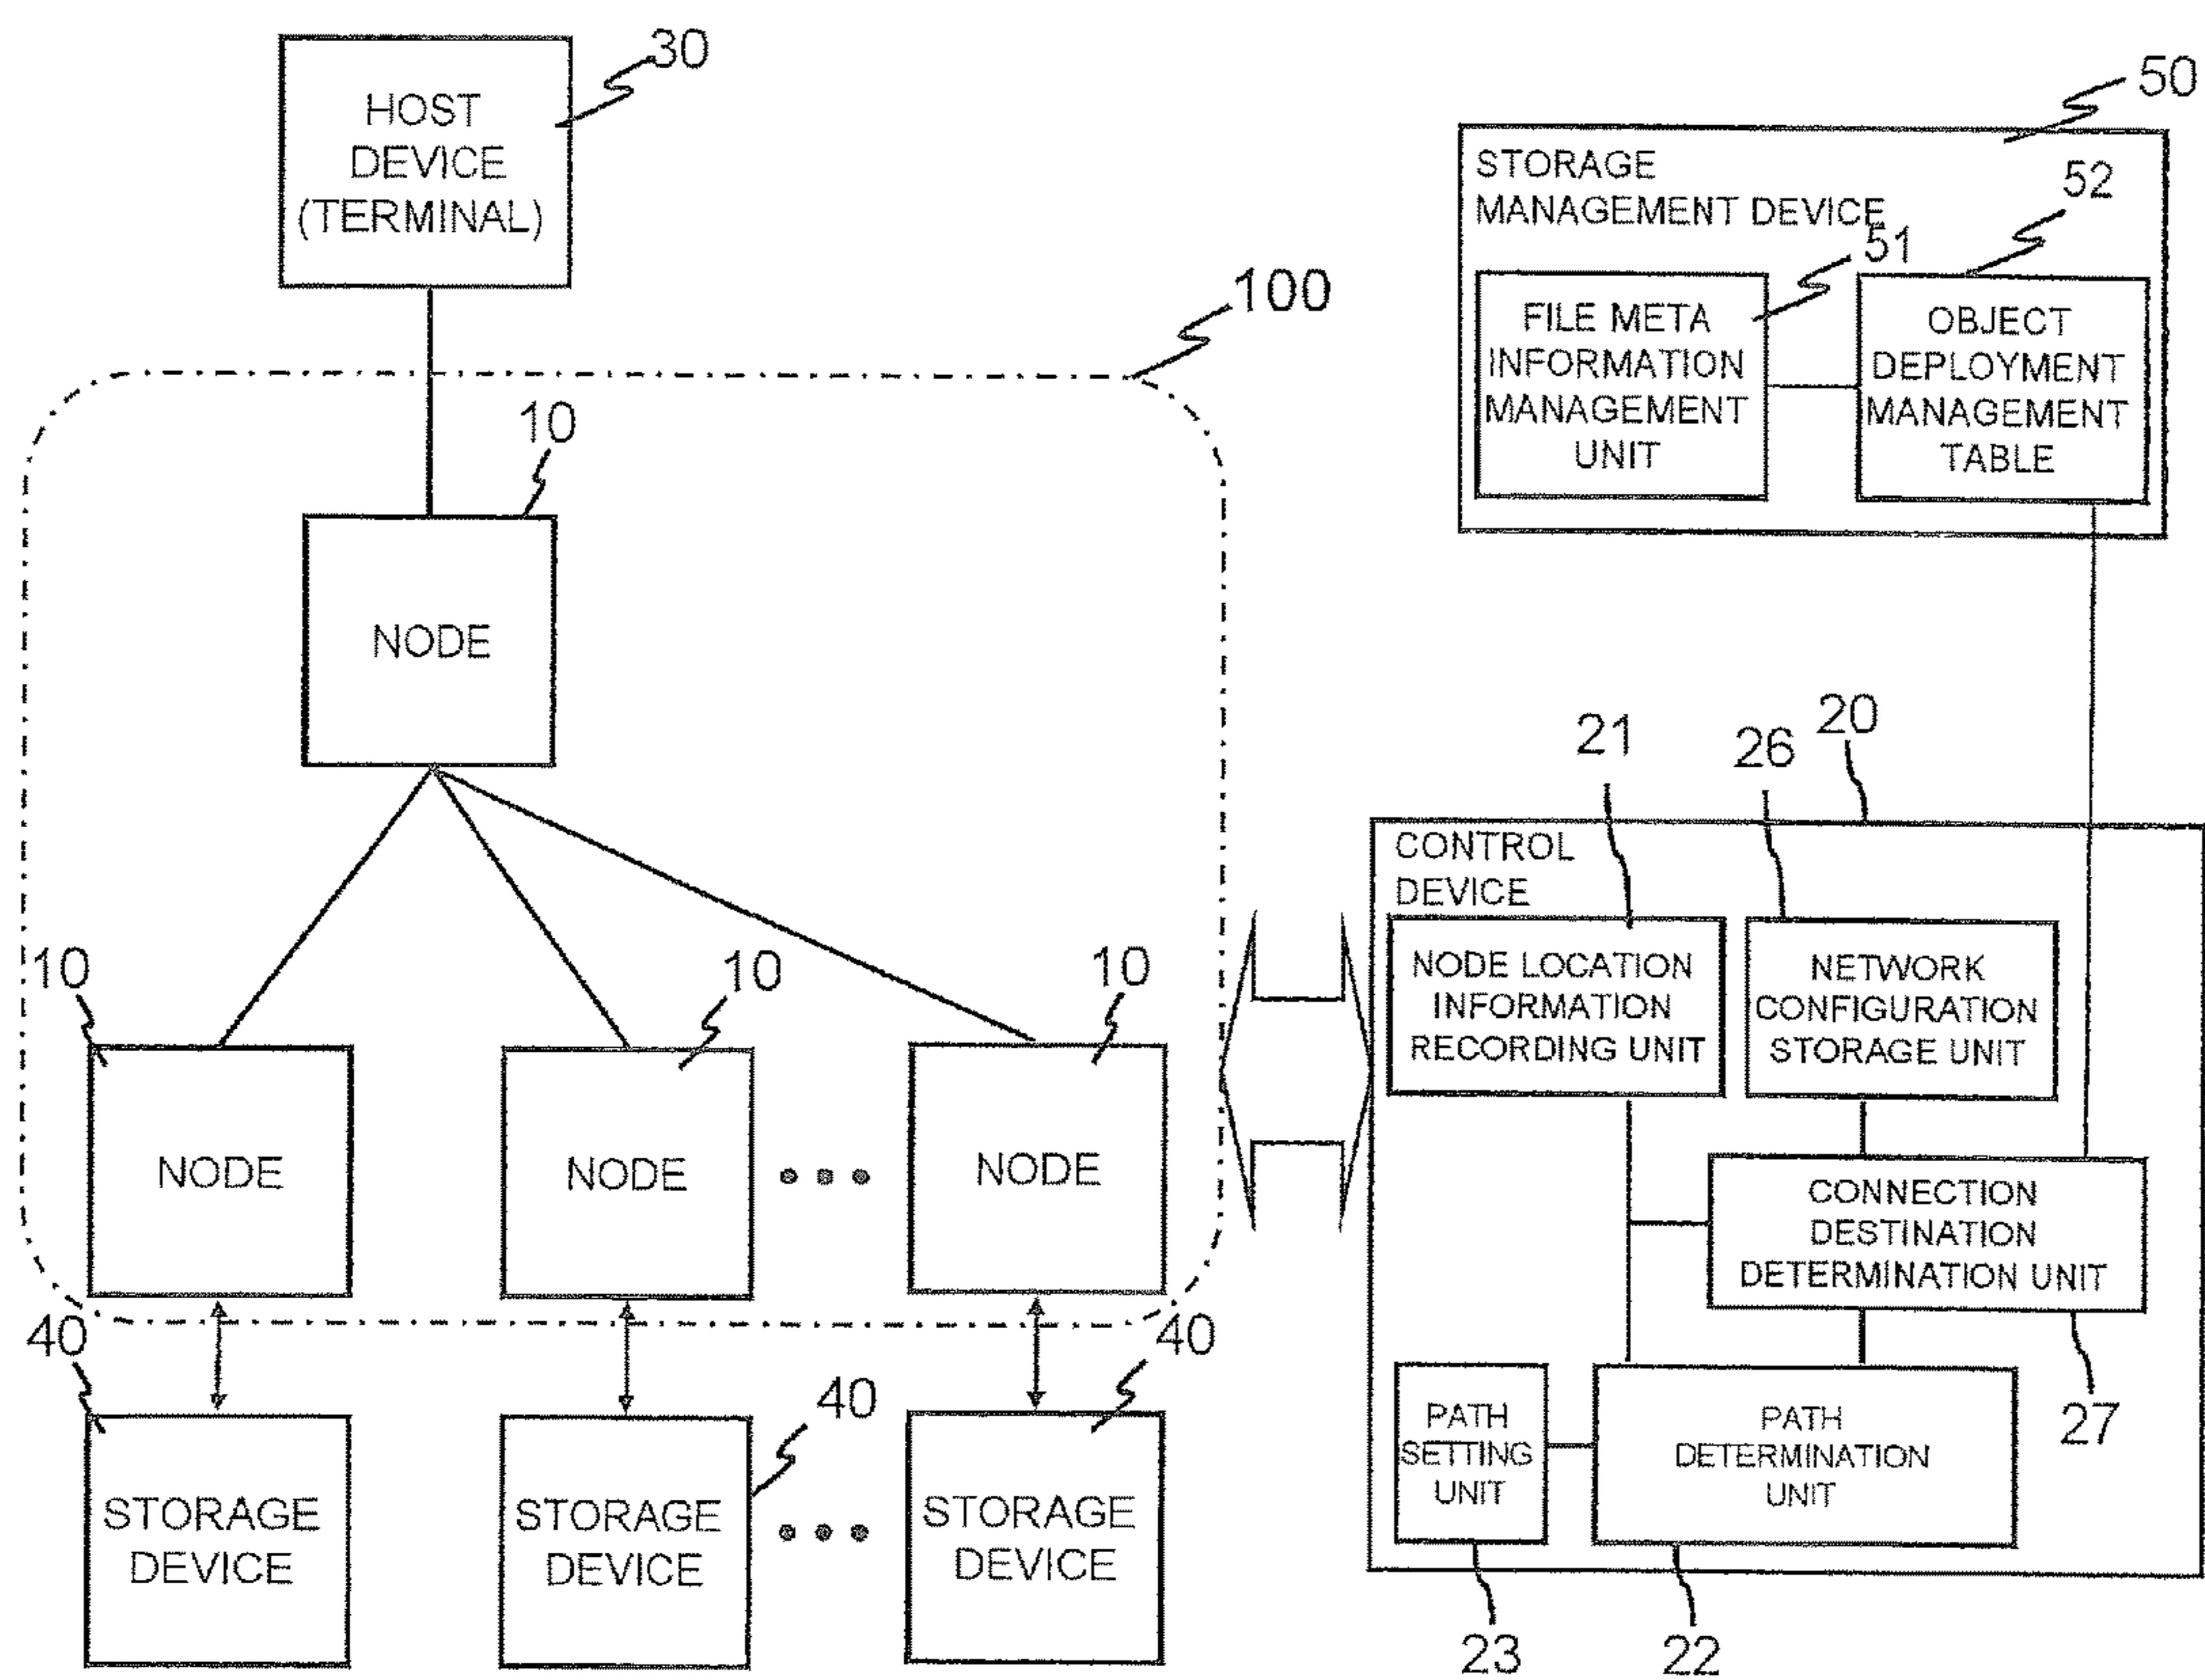 30
HOST
DEVICE
(TERMINAL)
100
10
NODE
10
10
10
NODE
NODE
NODE
40
40
40
STORAGE
DEVICE
STORAGE
DEVICE
STORAGE
DEVICE
50
STORAGE
MANAGEMENT DEVICE
52
51
FILE META
INFORMATION
MANAGEMENT
UNIT
OBJECT
DEPLOYMENT
MANAGEMENT
TABLE
21
26
20
CONTROL
DEVICE
NODE LOCATION
INFORMATION
RECORDING UNIT
NETWORK
CONFIGURATION
STORAGE UNIT
CONNECTION
DESTINATION
DETERMINATION UNIT
27
PATH
SETTING
UNIT
PATH
DETERMINATION
UNIT
23
22